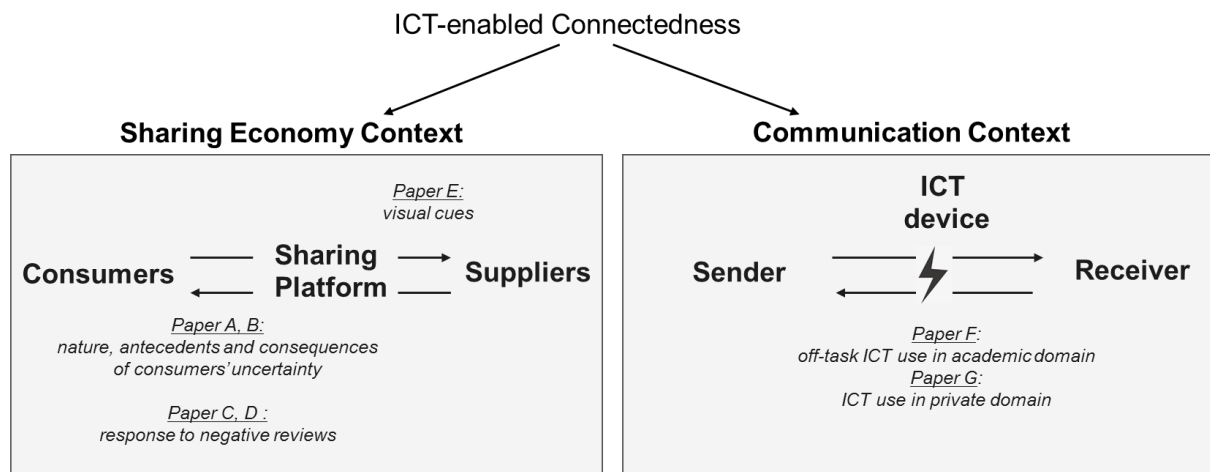 ICT-enabled Connectedness
Sharing Economy Context
Paper E:
visual cues
Consumers
Sharing
Platform
Suppliers
Paper A, B:
nature, antecedents and consequences
of consumers' uncertainty
Paper C, D :
response to negative reviews
Communication Context
ICT
device
Sender
Receiver
Paper F:
off-task ICT use in academic domain
Paper G:
ICT use in private domain